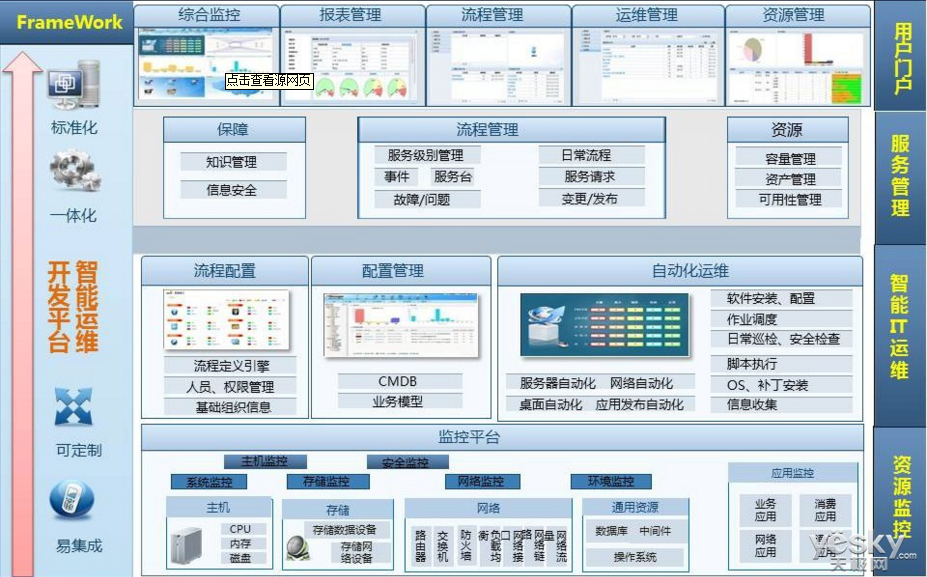 FrameWork
标准化
一体化
智能运维
开发平台
可定制
易集成
综合监控
报表管理
流程管理
运维管理
资源管理
点击查看源网页
用户门户
保障
知识管理
信息安全
流程管理
服务级别管理
日常流程
事件
服务台
服务请求
故障/问题
变更/发布
资源
容量管理
资产管理
可用性管理
服务管理
流程配置
流程定义引擎
人员、权限管理
基础组织信息
配置管理
CMDB
业务模型
自动化运维
服务器自动化
网络自动化
桌面自动化
应用发布自动化
软件安装、配置
作业调度
日常巡检、安全检查
脚本执行
OS、补丁安装
信息收集
智能IT运维
监控平台
主机监控
安全监控
系统监控
存储监控
网络监控
环境监控
主机
CPU
内存
磁盘
存储
存储数据设备
存储网
络设备
网络
路由器
交换机
防火墙
负载均衡
网络接口
网络链路
网络流量
通用资源
数据库
中间件
操作系统
应用监控
业务
应用
消费
应用
网络
应用
资源监控
yesky.com
天极网